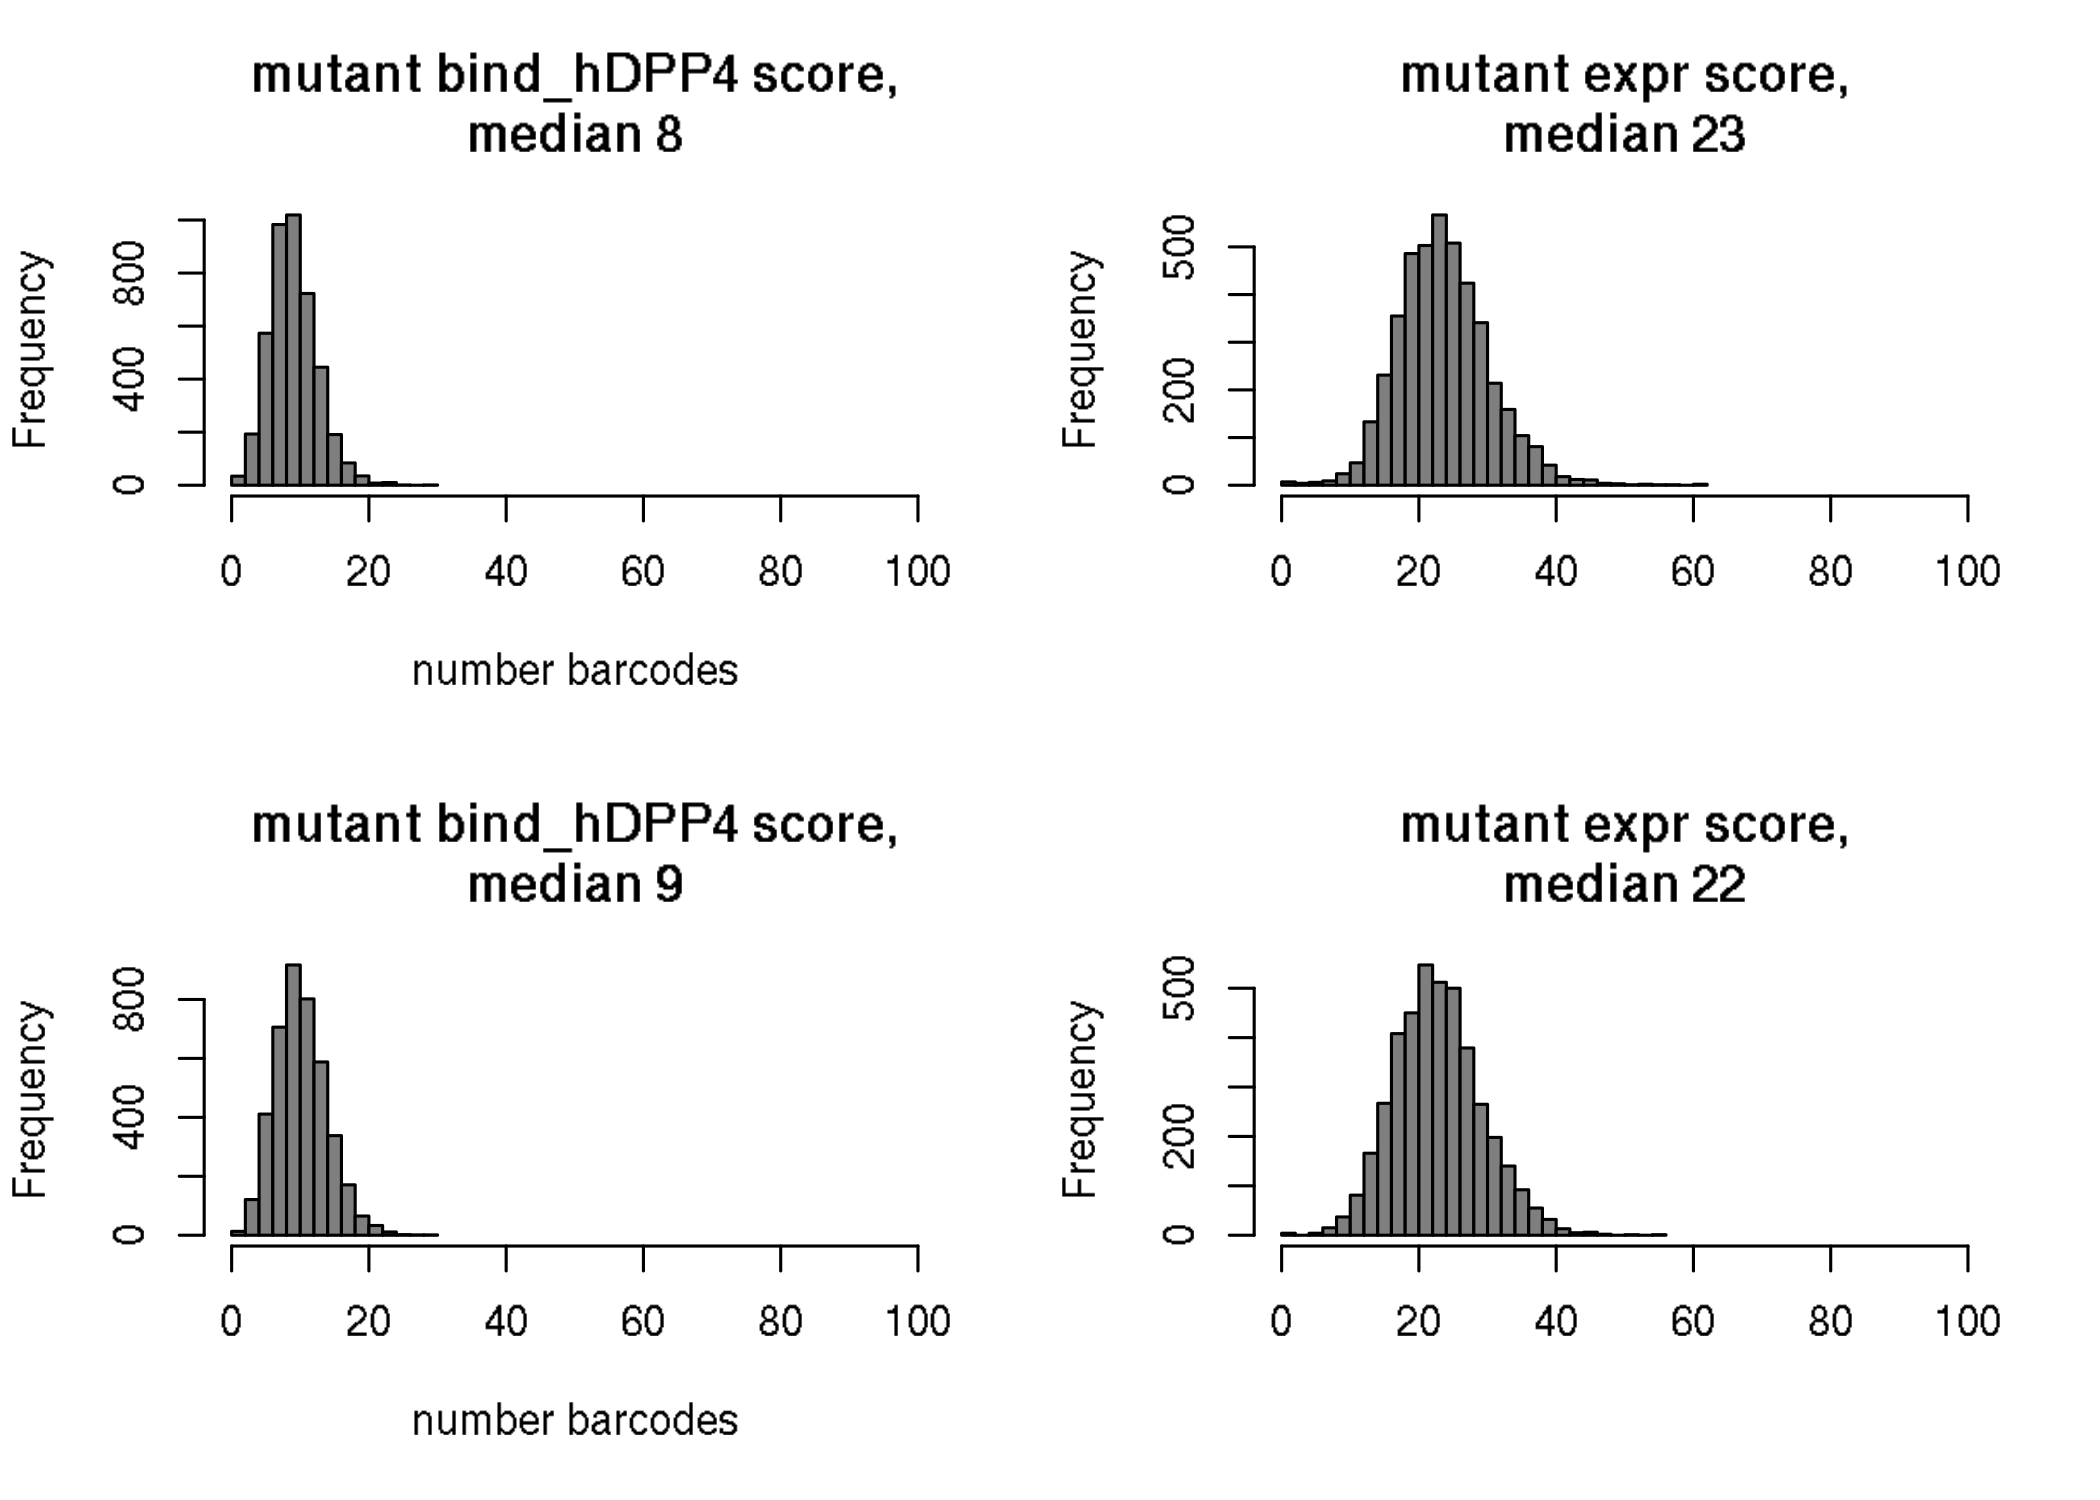 mutant bind_hDPP4 score,
median 8
Frequency
0 400 800
0 20 40 60 80 100
number barcodes
mutant expr score,
median 23
Frequency
0 200 500
0 20 40 60 80 100
mutant bind_hDPP4 score,
median 9
Frequency
0 400 800
0 20 40 60 80 100
number barcodes
mutant expr score,
median 22
Frequency
0 200 500
0 20 40 60 80 100